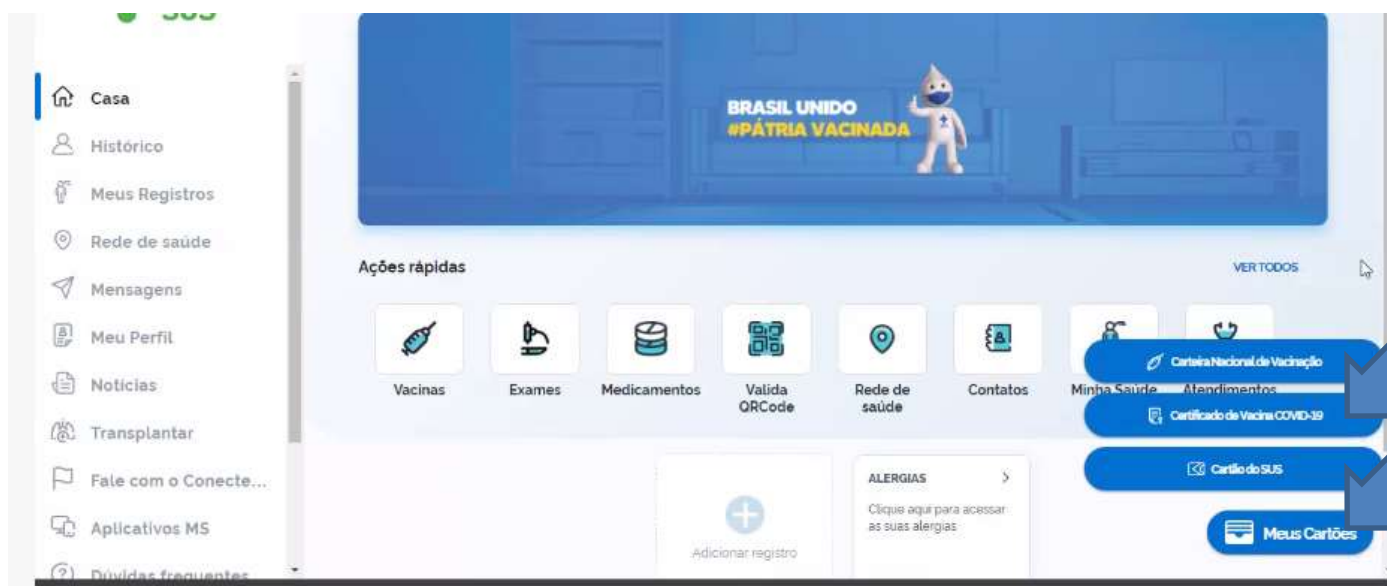 SUS
Casa
Histórico
Meus Registros
Rede de saúde
Mensagens
Meu Perfil
Notícias
Transplantar
Fale com o Conecte...
Aplicativos MS
Dúvidas frequentes
BRASIL UNIDO
#PÁTRIA VACINADA
Ações rápidas
VER TODOS
Vacinas
Exames
Medicamentos
Valida
QRCode
Rede de
saúde
Contatos
Minha Saúde
Atendimentos
Carteira Nacional de Vacinação
Certificado de Vacina COVID-19
Cartão do SUS
Meus Cartões
Adicionar registro
ALERGIAS
Clique aqui para acessar
as suas alergias